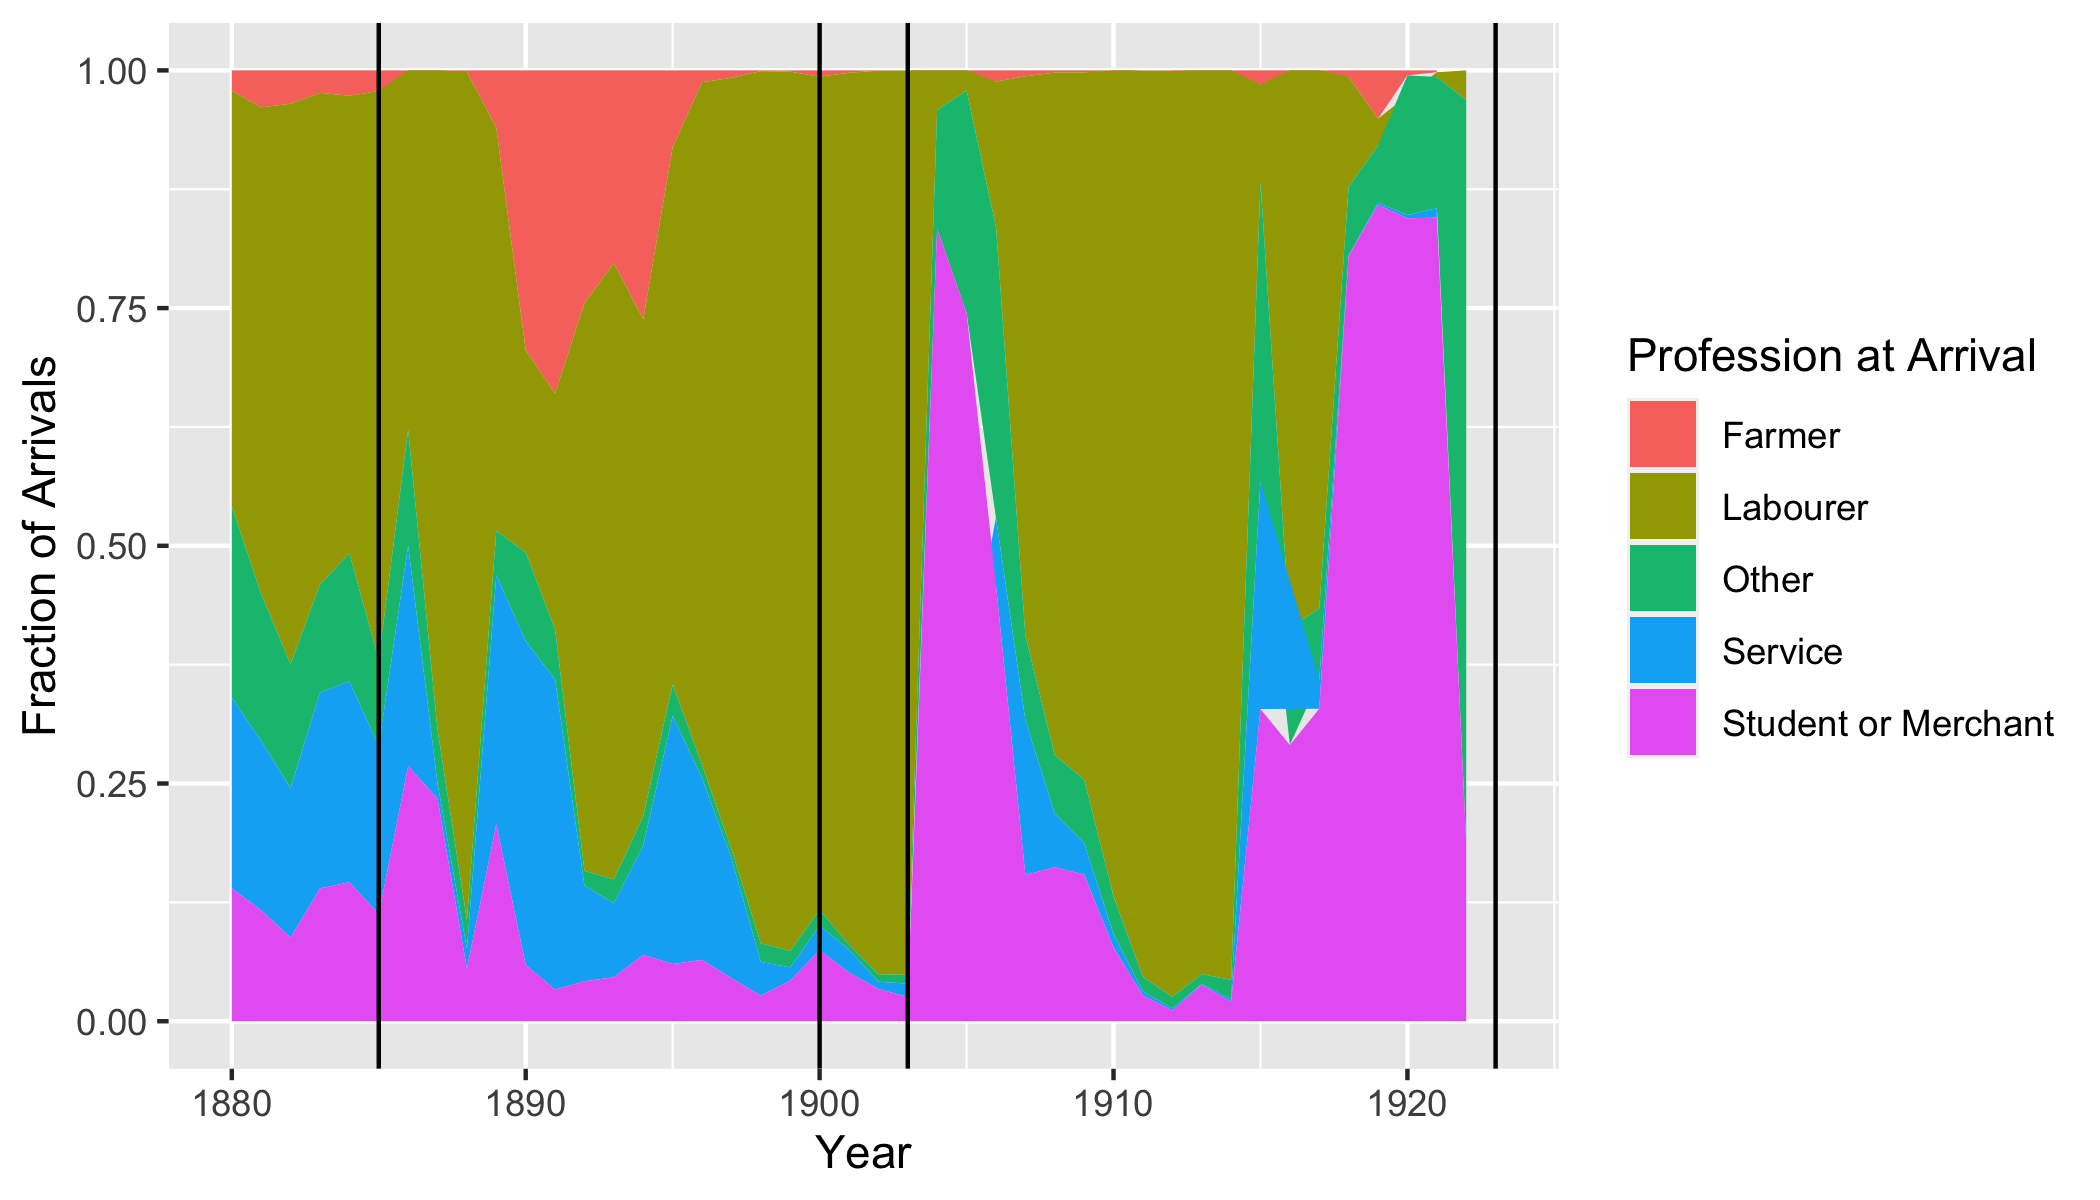 1.00
0.75
0.50
0.25
0.00
Fraction of Arrivals
1880 1890 1900 1910 1920
Year
Profession at Arrival
Farmer
Labourer
Other
Service
Student or Merchant